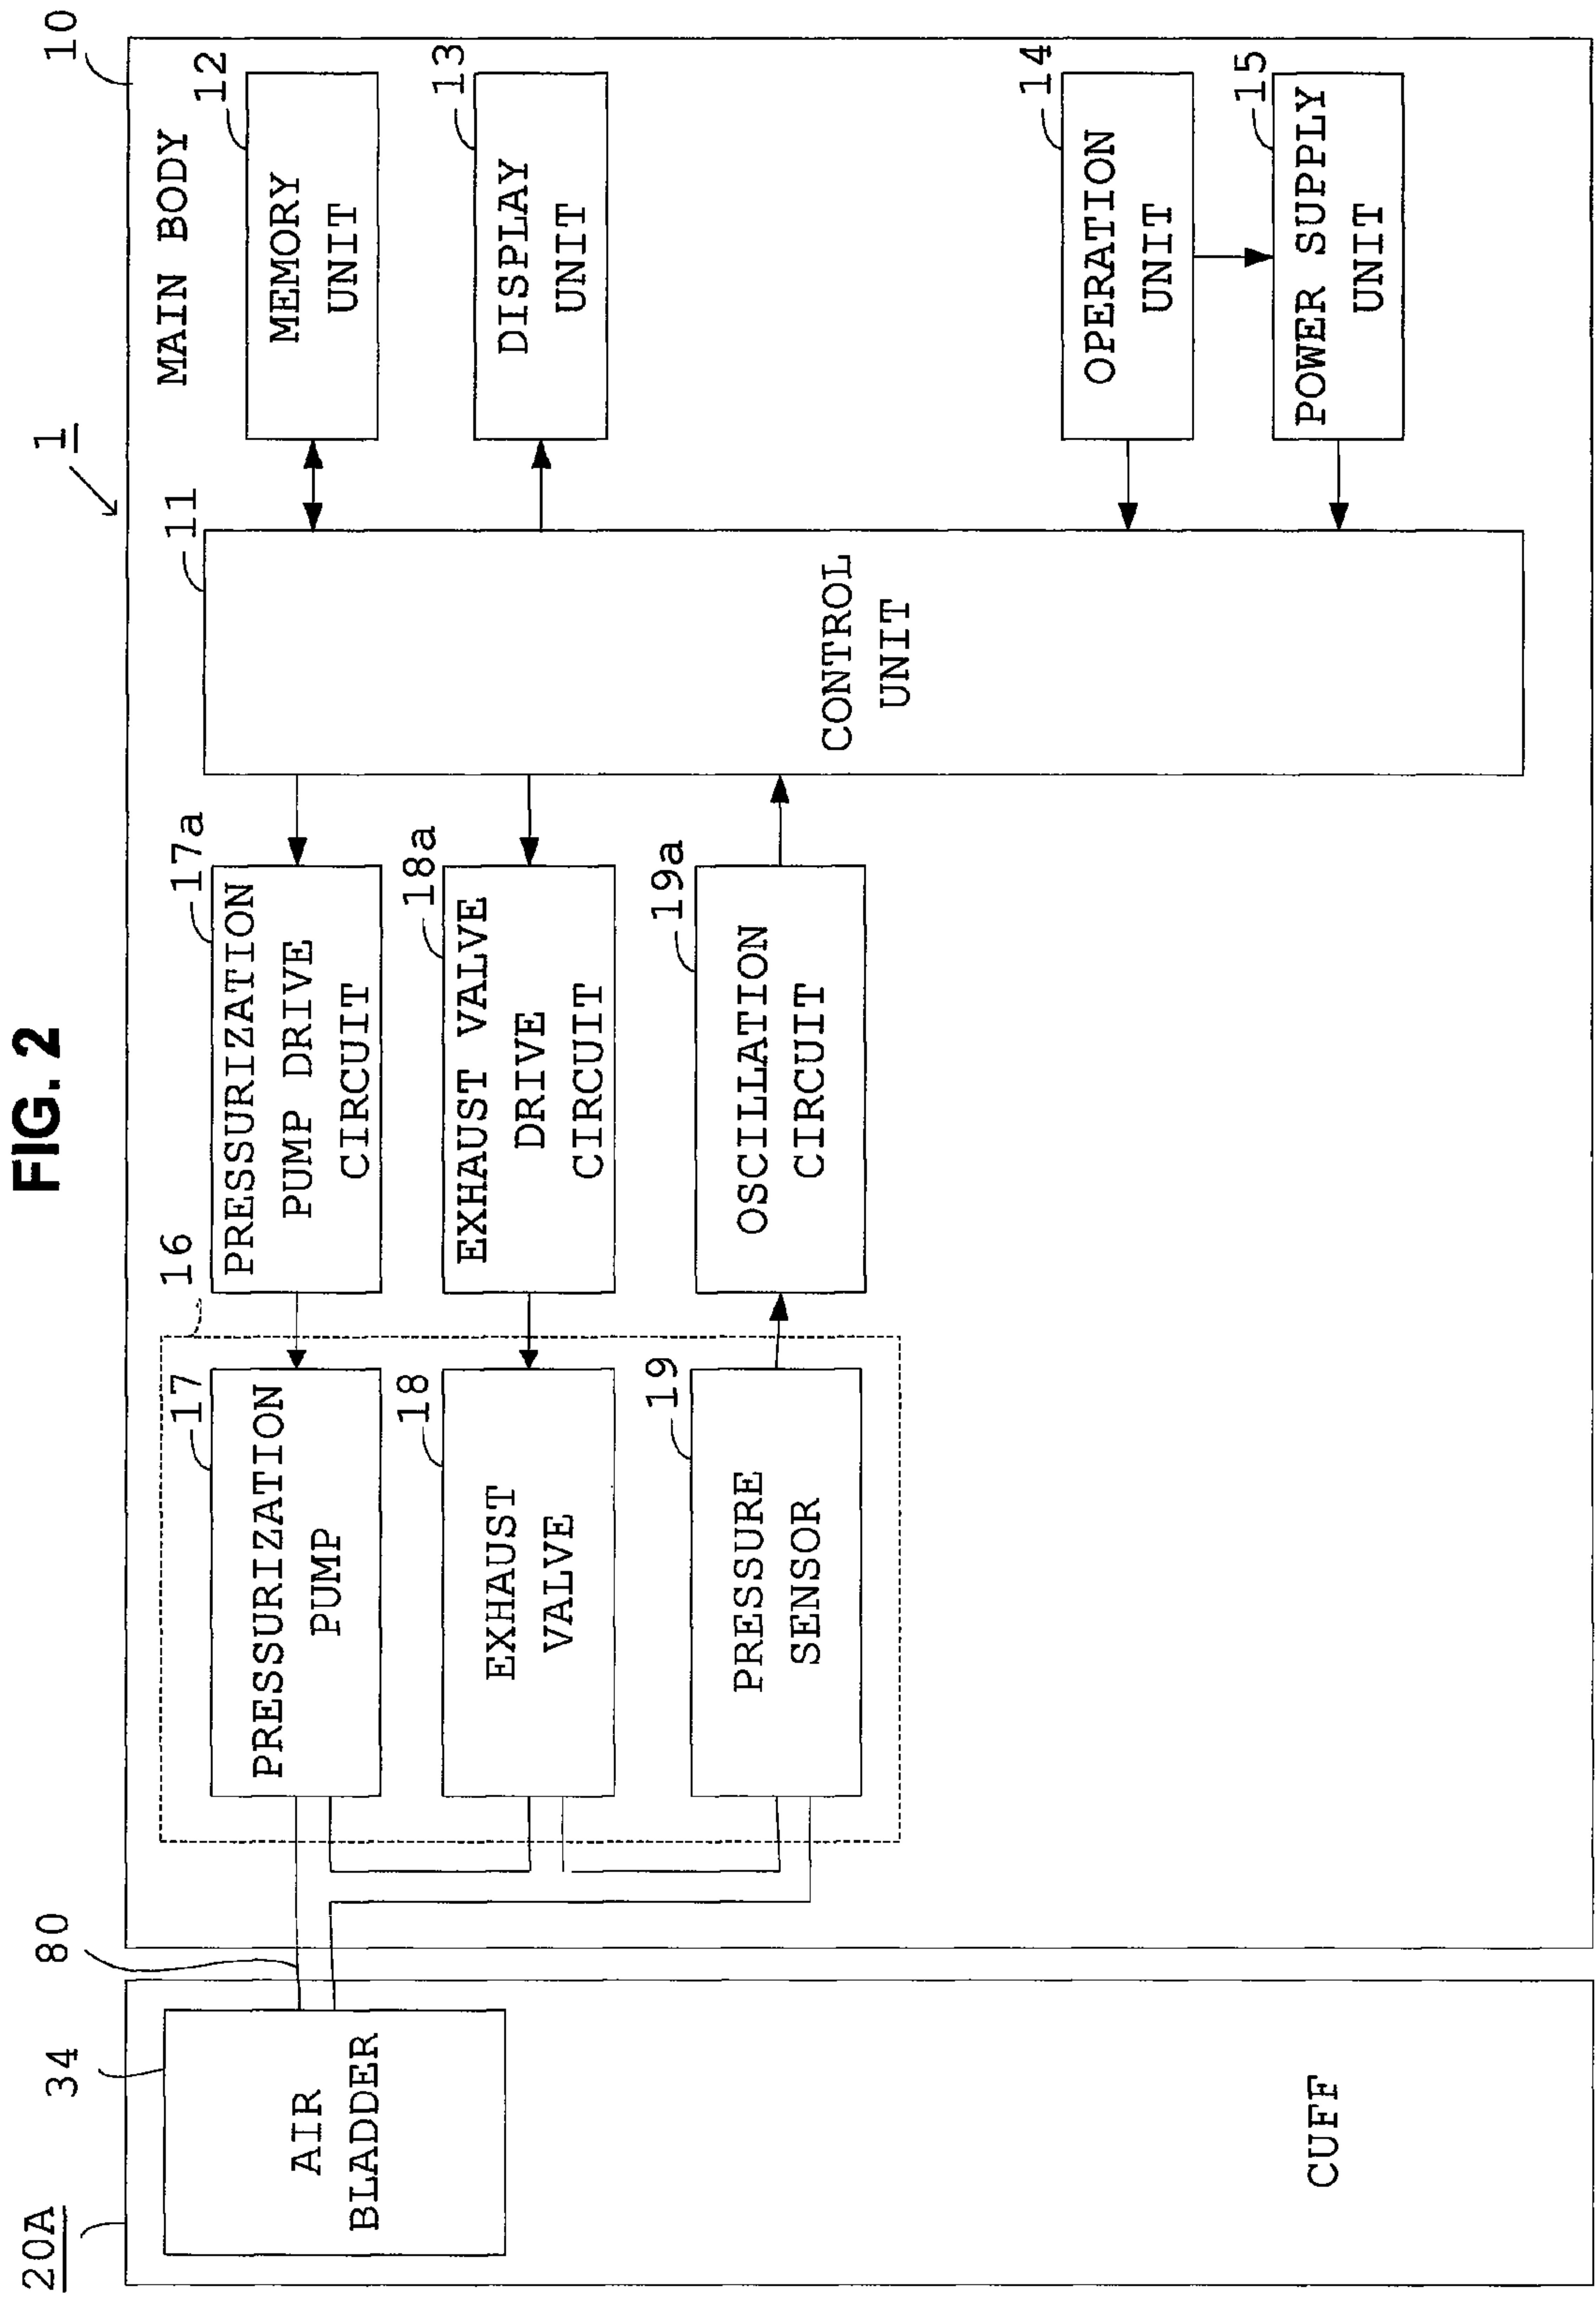 FIG. 2
1
10
MAIN BODY
20A
34
AIR
BLADDER
CUFF
80
16
17
PRESSURIZATION
PUMP
18
EXHAUST
VALVE
19
PRESSURE
SENSOR
17a
PRESSURIZATION
PUMP DRIVE
CIRCUIT
18a
EXHAUST VALVE
DRIVE
CIRCUIT
19a
OSCILLATION
CIRCUIT
11
CONTROL
UNIT
12
MEMORY
UNIT
13
DISPLAY
UNIT
14
OPERATION
UNIT
15
POWER SUPPLY
UNIT